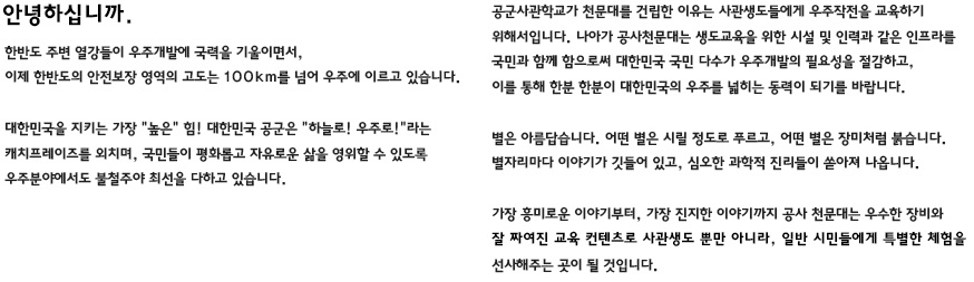 안녕하십니까.
한반도 주변 열강들이 우주개발에 국력을 기울이면서,
이제 한반도의 안전보장 영역의 고도는 100km를 넘어 우주에 이르고 있습니다.
대한민국을 지키는 가장 "높은" 힘! 대한민국 공군은 "하늘로! 우주로!"라는
캐치프레이즈를 외치며, 국민들이 평화롭고 자유로운 삶을 영위할 수 있도록
우주분야에서도 불철주야 최선을 다하고 있습니다.
공군사관학교가 천문대를 건립한 이유는 사관생도들에게 우주작전을 교육하기
위해서입니다. 나아가 공사천문대는 생도교육을 위한 시설 및 인력과 같은 인프라를
국민과 함께 함으로써 대한민국 국민 다수가 우주개발의 필요성을 절감하고,
이를 통해 한분 한분이 대한민국의 우주를 넓히는 동력이 되기를 바랍니다.
별은 아름답습니다. 어떤 별은 시릴 정도로 푸르고, 어떤 별은 장미처럼 붉습니다.
별자리마다 이야기가 깃들어 있고, 심오한 과학적 진리들이 쏟아져 나옵니다.
가장 흥미로운 이야기부터, 가장 진지한 이야기까지 공사 천문대는 우수한 장비와
잘 짜여진 교육 컨텐츠로 사관생도 뿐만 아니라, 일반 시민들에게 특별한 체험을
선사해주는 곳이 될 것입니다.